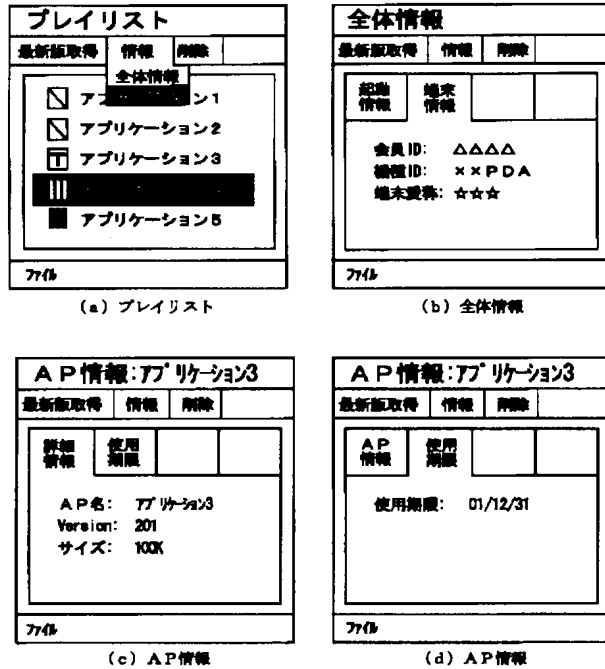 プレイリスト
最新版取得 情報 削除
全体情報
アプ ン1
アプリケーション2
アプリケーション3
アプリケーション5
ファイル
(a) プレイリスト
全体情報
最新版取得 情報 削除
起動
情報
端末
情報
会員ID: △△△△
機種ID: ××PDA
端末愛称: ☆☆☆
ファイル
(b) 全体情報
AP情報:アプリケーション3
最新版取得 情報 削除
詳細
情報
使用
期限
AP名: アプリケーション3
Version: 201
サイズ: 100K
ファイル
(c) AP情報
AP情報:アプリケーション3
最新版取得 情報 削除
AP
情報
使用
期限
使用期限: 01/12/31
ファイル
(d) AP情報